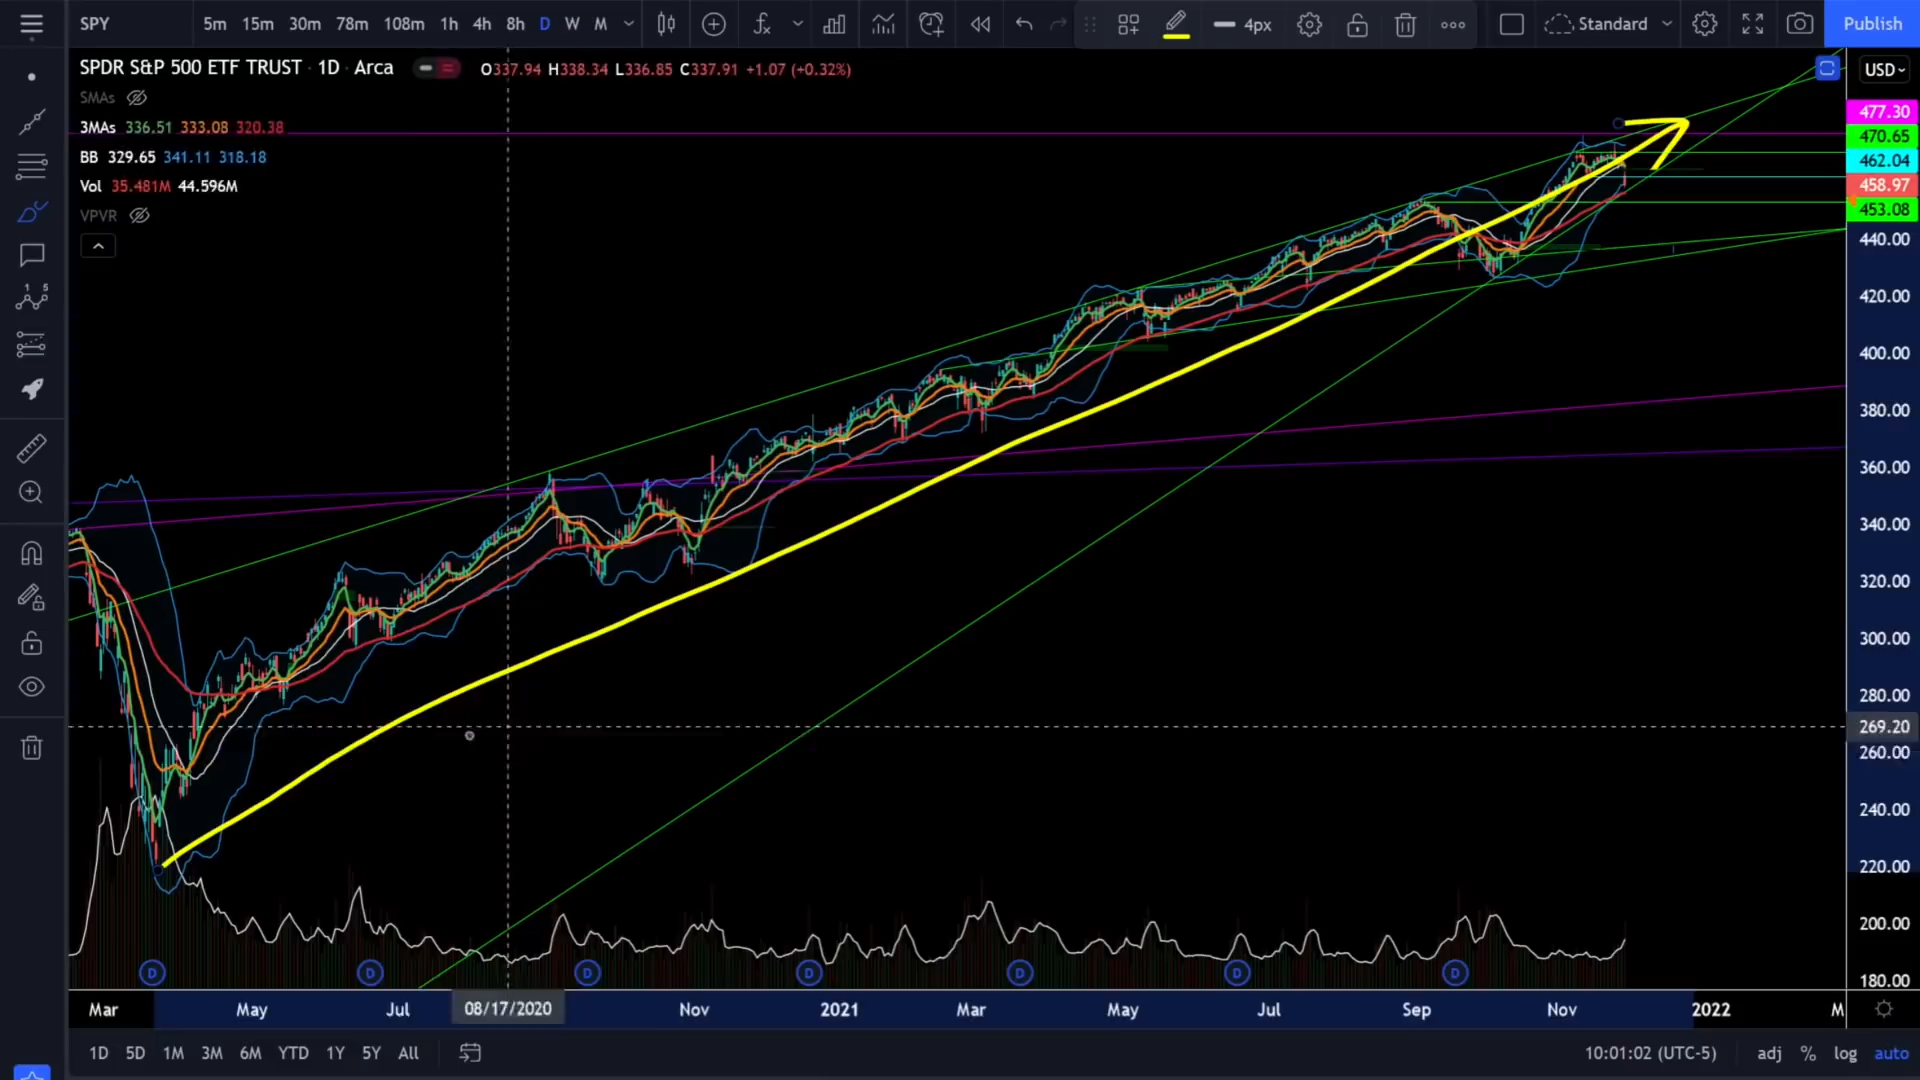 SPY 5m 15m 30m 78m 108m 1h 4h 8h D W M 4px Standard Publish
SPDR S&P 500 ETF TRUST · 1D · Arca O337.94 H338.34 L336.85 C337.91 +1.07 (+0.32%) USD
SMAs
3MAs 336.51 333.08 320.38
BB 329.65 341.11 318.18
Vol 35.481M 44.596M
VPVR
477.30
470.65
462.04
458.97
453.08
440.00
420.00
400.00
380.00
360.00
340.00
320.00
300.00
280.00
269.20
260.00
240.00
220.00
200.00
180.00
D D D D D D D
Mar May Jul 08/17/2020 Nov 2021 Mar May Jul Sep Nov 2022 M
1D 5D 1M 3M 6M YTD 1Y 5Y All 10:01:02 (UTC-5) adj % log auto